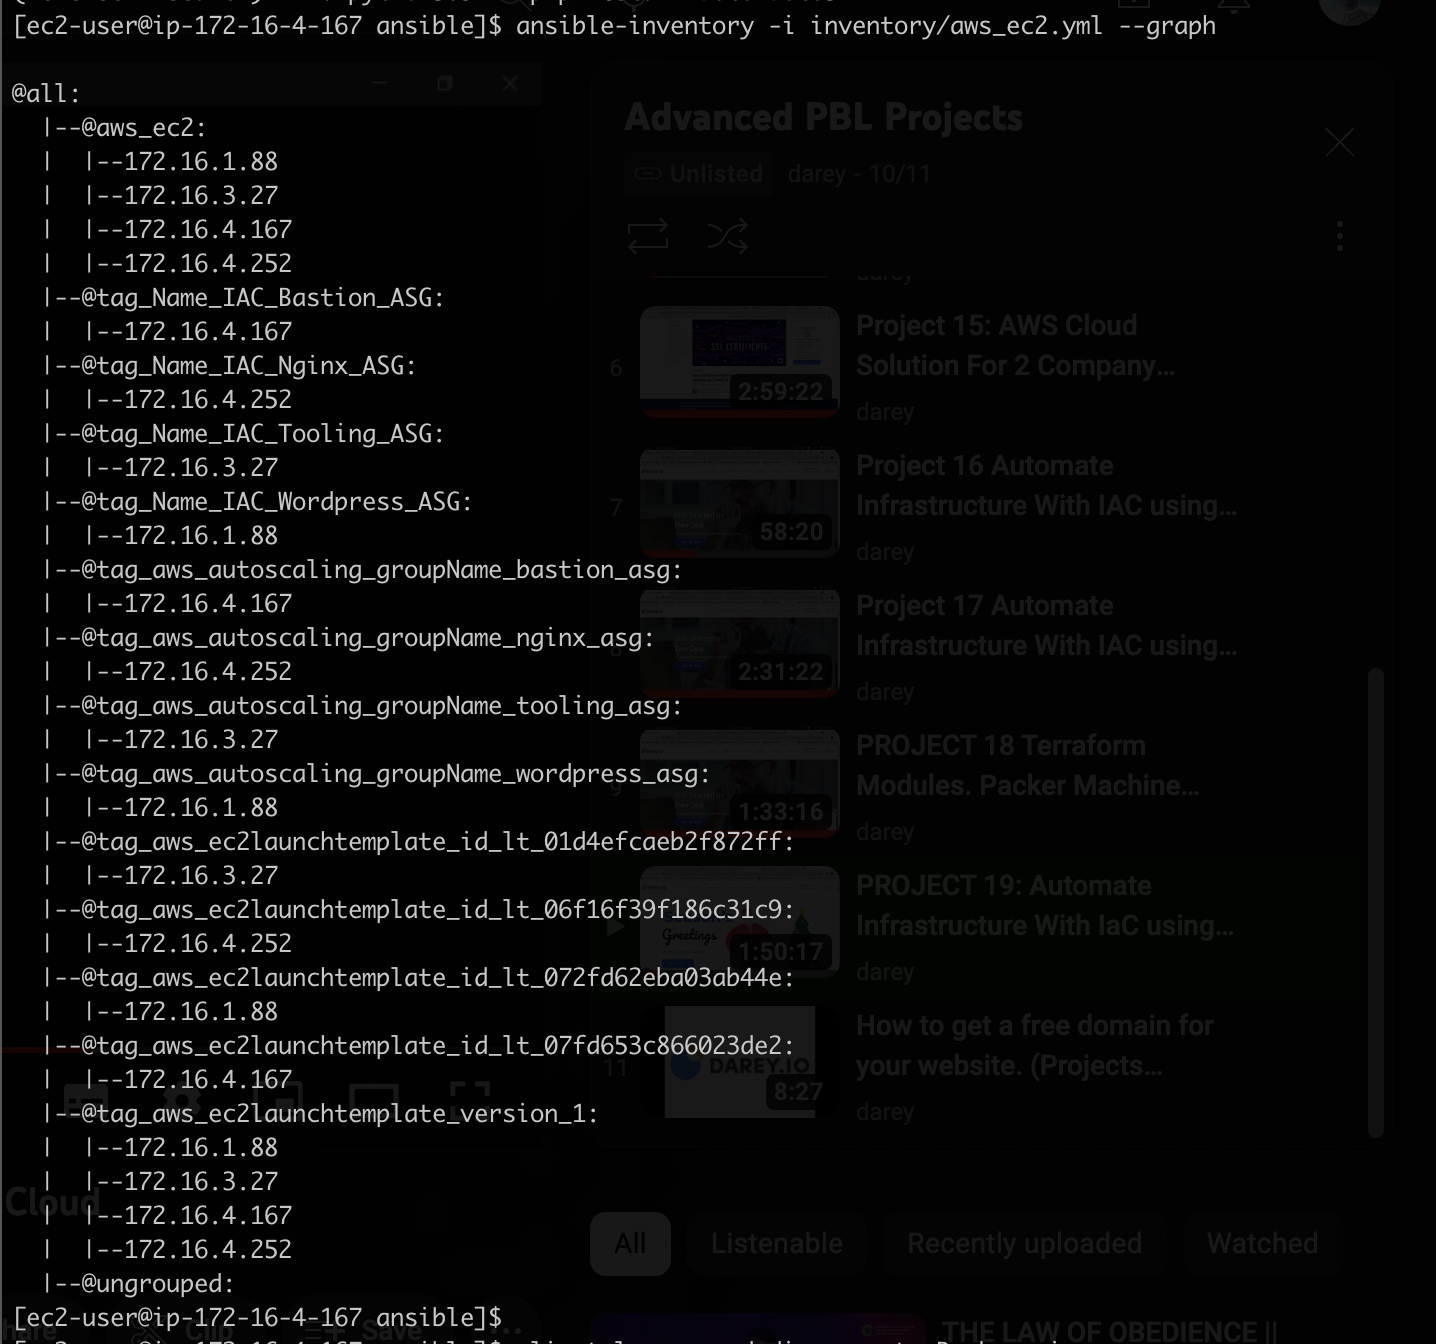 [ec2-user@ip-172-16-4-167 ansible]$ ansible-inventory -i inventory/aws_ec2.yml --graph
@all:
  |--@aws_ec2:
  |  |--172.16.1.88
  |  |--172.16.3.27
  |  |--172.16.4.167
  |  |--172.16.4.252
  |--@tag_Name_IAC_Bastion_ASG:
  |  |--172.16.4.167
  |--@tag_Name_IAC_Nginx_ASG:
  |  |--172.16.4.252
  |--@tag_Name_IAC_Tooling_ASG:
  |  |--172.16.3.27
  |--@tag_Name_IAC_Wordpress_ASG:
  |  |--172.16.1.88
  |--@tag_aws_autoscaling_groupName_bastion_asg:
  |  |--172.16.4.167
  |--@tag_aws_autoscaling_groupName_nginx_asg:
  |  |--172.16.4.252
  |--@tag_aws_autoscaling_groupName_tooling_asg:
  |  |--172.16.3.27
  |--@tag_aws_autoscaling_groupName_wordpress_asg:
  |  |--172.16.1.88
  |--@tag_aws_ec2launchtemplate_id_lt_01d4efcaeb2f872ff:
  |  |--172.16.3.27
  |--@tag_aws_ec2launchtemplate_id_lt_06f16f39f186c31c9:
  |  |--172.16.4.252
  |--@tag_aws_ec2launchtemplate_id_lt_072fd62eba03ab44e:
  |  |--172.16.1.88
  |--@tag_aws_ec2launchtemplate_id_lt_07fd653c866023de2:
  |  |--172.16.4.167
  |--@tag_aws_ec2launchtemplate_version_1:
  |  |--172.16.1.88
  |  |--172.16.3.27
  |  |--172.16.4.167
  |  |--172.16.4.252
  |--@ungrouped:
[ec2-user@ip-172-16-4-167 ansible]$
Advanced PBL Projects
Unlisted darey - 10/11
darey
6
2:59:22
Project 15: AWS Cloud
Solution For 2 Company...
darey
7
58:20
Project 16 Automate
Infrastructure With IAC using...
darey
8
2:31:22
Project 17 Automate
Infrastructure With IAC using...
darey
9
1:33:16
PROJECT 18 Terraform
Modules. Packer Machine...
darey
Greetings
1:50:17
PROJECT 19: Automate
Infrastructure With IaC using...
darey
11
DAREY.IO
8:27
How to get a free domain for
your website. (Projects...
darey
Cloud
All Listenable Recently uploaded Watched
Clip
Save
THE LAW OF OBEDIENCE ||